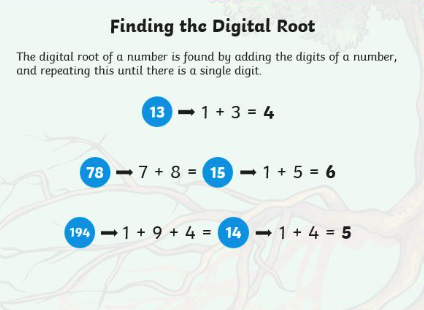 Finding the Digital Root
The digital root of a number is found by adding the digits of a number,
and repeating this until there is a single digit.
13 ➞ 1 + 3 = 4
78 ➞ 7 + 8 = 15 ➞ 1 + 5 = 6
194 ➞ 1 + 9 + 4 = 14 ➞ 1 + 4 = 5